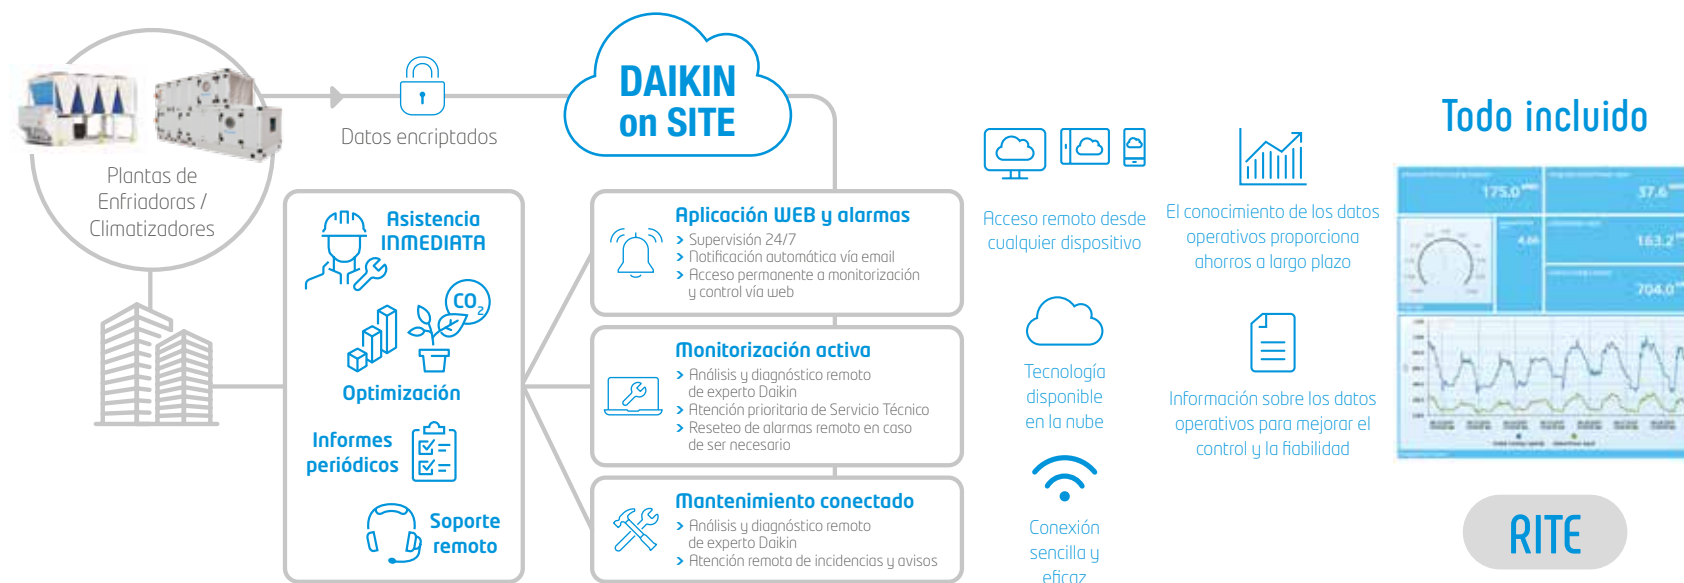 DAIKIN
on SITE
Datos encriptados
Plantas de
Enfriadoras /
Climatizadores
Asistencia
INMEDIATA
CO2
Optimización
Informes
periódicos
Soporte
remoto
Aplicación WEB y alarmas
> Supervisión 24/7
> Notificación automática vía email
> Acceso permanente a monitorización
y control vía web
Monitorización activa
> Análisis y diagnóstico remoto
de experto Daikin
> Atención prioritaria de Servicio Técnico
> Reseteo de alarmas remoto en caso
de ser necesario
Mantenimiento conectado
> Análisis y diagnóstico remoto
de experto Daikin
> Atención remota de incidencias y avisos
Acceso remoto desde
cualquier dispositivo
Tecnología
disponible
en la nube
Conexión
sencilla y
eficaz
El conocimiento de los datos
operativos proporciona
ahorros a largo plazo
Información sobre los datos
operativos para mejorar el
control y la fiabilidad
Todo incluido
175.0
37.6
4.66
163.2
704.0
RITE